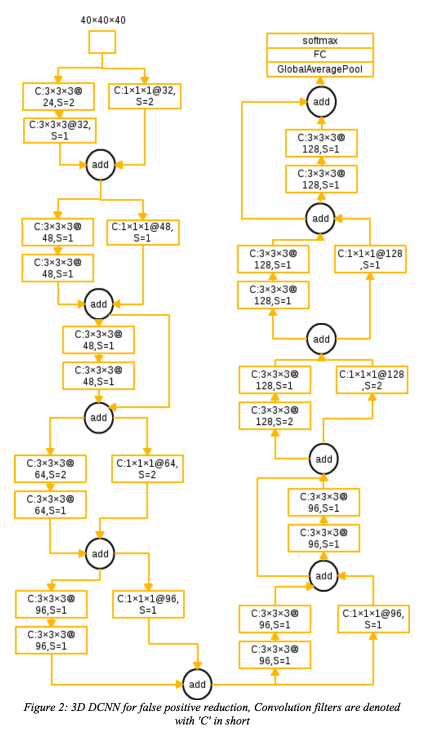 40×40×40
C:3×3×3@
24,S=2
C:1×1×1@32,
S=2
C:3×3×3@32,
S=1
add
C:3×3×3@
48,S=1
C:1×1×1@48,
S=1
C:3×3×3@
48,S=1
add
C:3×3×3@
48,S=1
C:3×3×3@
48,S=1
add
C:3×3×3@
64,S=2
C:1×1×1@64,
S=2
C:3×3×3@
64,S=1
add
C:3×3×3@
96,S=1
C:1×1×1@96,
S=1
C:3×3×3@
96,S=1
add
softmax
FC
GlobalAveragePool
add
C:3×3×3@
128,S=1
C:3×3×3@
128,S=1
add
C:3×3×3@
128,S=1
C:1×1×1@128
,S=1
C:3×3×3@
128,S=1
add
C:3×3×3@
128,S=1
C:1×1×1@128
,S=2
C:3×3×3@
128,S=2
add
C:3×3×3@
96,S=1
C:3×3×3@
96,S=1
add
C:3×3×3@
96,S=1
C:1×1×1@96,
S=1
C:3×3×3@
96,S=1
Figure 2: 3D DCNN for false positive reduction, Convolution filters are denoted
with 'C' in short